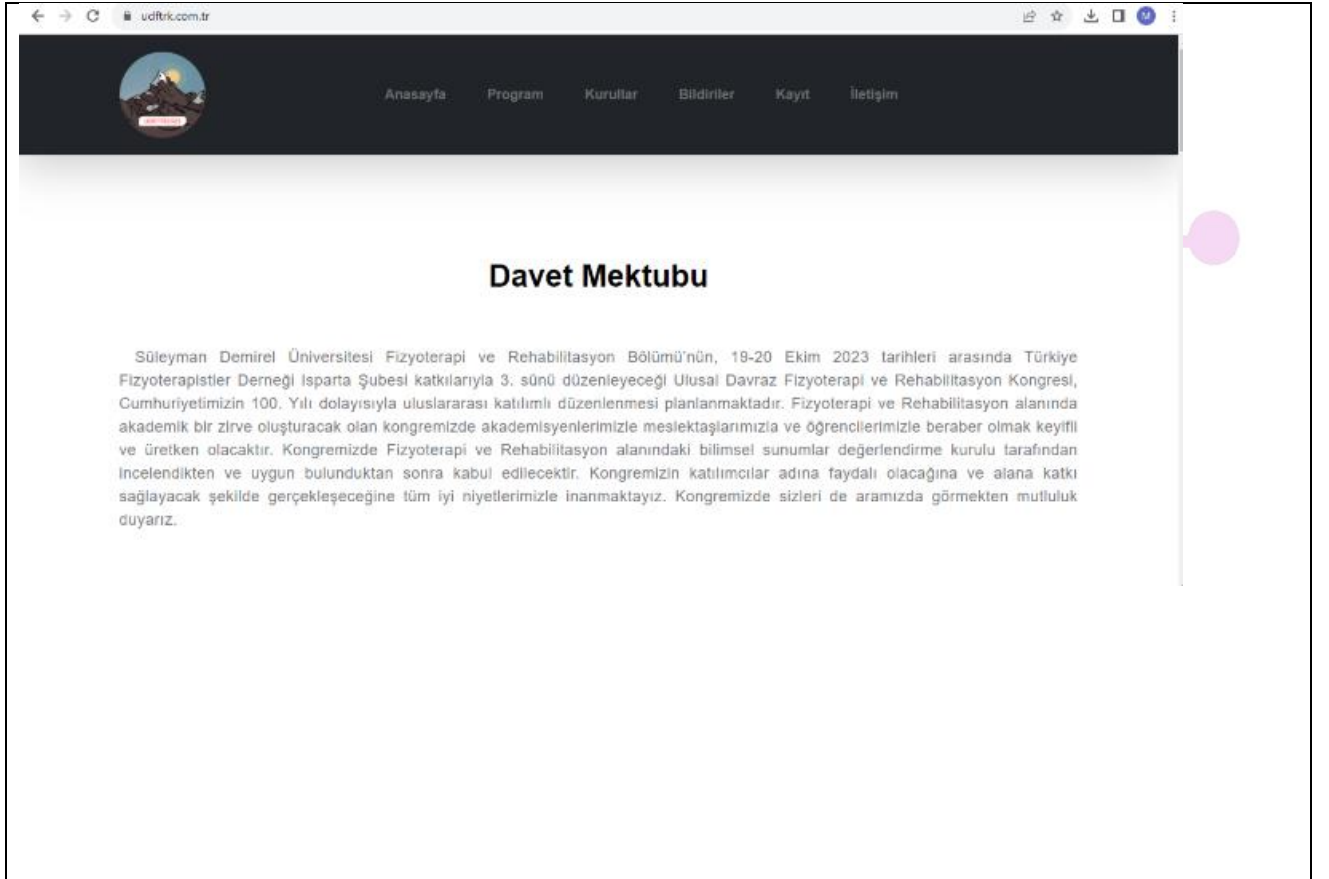 udftrk.com.tr
M
Anasayfa Program Kurullar Bildiriler Kayıt İletişim
Davet Mektubu
Süleyman Demirel Üniversitesi Fizyoterapi ve Rehabilitasyon Bölümü'nün, 19-20 Ekim 2023 tarihleri arasında Türkiye
Fizyoterapistler Derneği Isparta Şubesi katkılarıyla 3. sünü düzenleyeceği Ulusal Davraz Fizyoterapi ve Rehabilitasyon Kongresi,
Cumhuriyetimizin 100. Yılı dolayısıyla uluslararası katılımlı düzenlenmesi planlanmaktadır. Fizyoterapi ve Rehabilitasyon alanında
akademik bir zirve oluşturacak olan kongremizde akademisyenlerimizle meslektaşlarımızla ve öğrencilerimizle beraber olmak keyifli
ve üretken olacaktır. Kongremizde Fizyoterapi ve Rehabilitasyon alanındaki bilimsel sunumlar değerlendirme kurulu tarafından
incelendikten ve uygun bulunduktan sonra kabul edilecektir. Kongremizin katılımcılar adına faydalı olacağına ve alana katkı
sağlayacak şekilde gerçekleşeceğine tüm iyi niyetlerimizle inanmaktayız. Kongremizde sizleri de aramızda görmekten mutluluk
duyarız.